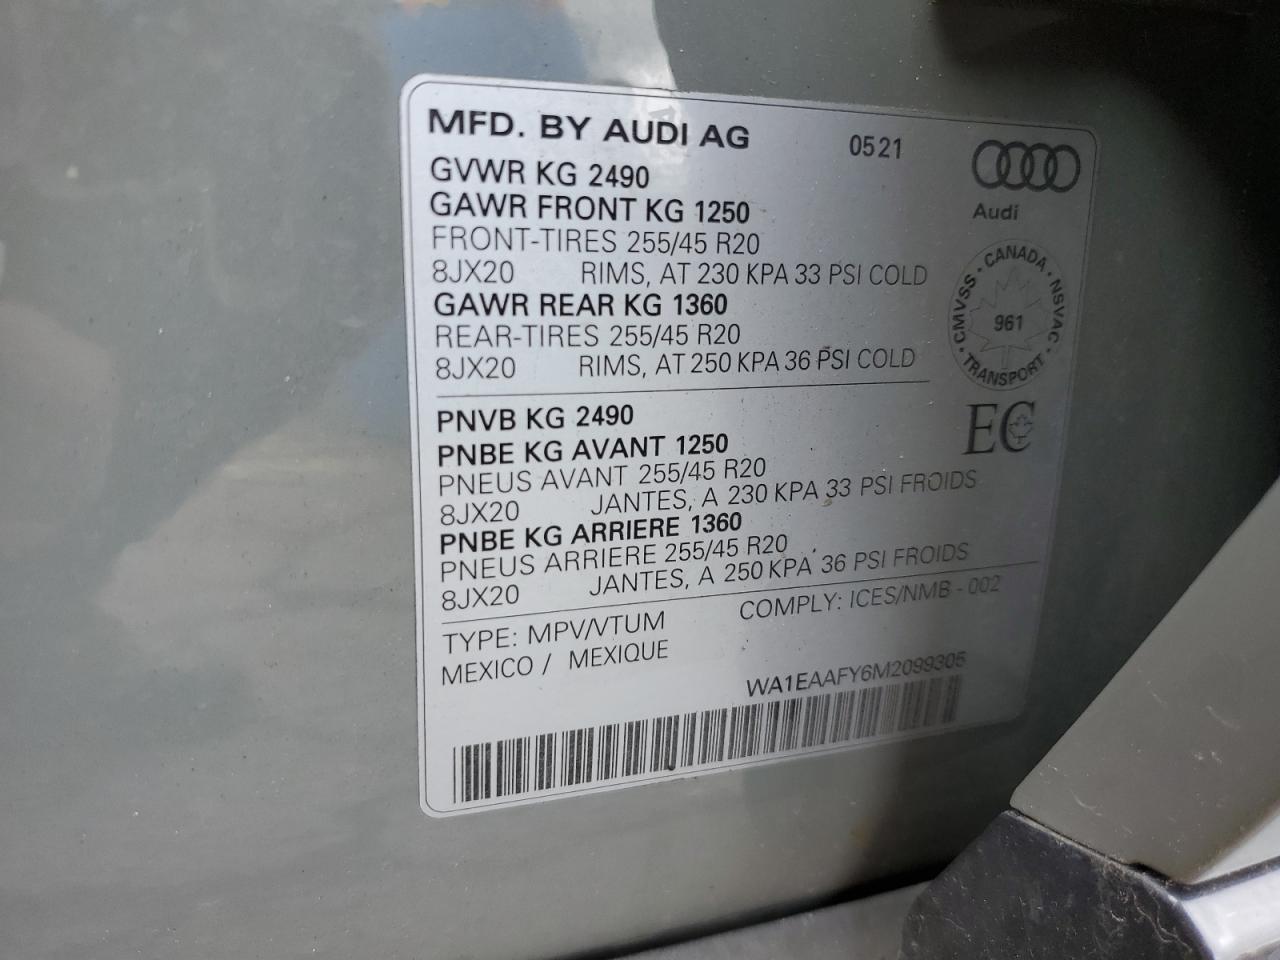 MFD. BY AUDI AG 0521
Audi
GVWR KG 2490
GAWR FRONT KG 1250
FRONT-TIRES 255/45 R20
8JX20 RIMS, AT 230 KPA 33 PSI COLD
GAWR REAR KG 1360
REAR-TIRES 255/45 R20
8JX20 RIMS, AT 250 KPA 36 PSI COLD
CMVSS · CANADA · NSVAC · TRANSPORT ·
961
EC
PNVB KG 2490
PNBE KG AVANT 1250
PNEUS AVANT 255/45 R20
8JX20 JANTES, A 230 KPA 33 PSI FROIDS
PNBE KG ARRIERE 1360
PNEUS ARRIERE 255/45 R20
8JX20 JANTES, A 250 KPA 36 PSI FROIDS
TYPE: MPV/VTUM COMPLY: ICES/NMB - 002
MEXICO / MEXIQUE
WA1EAAFY6M2099305